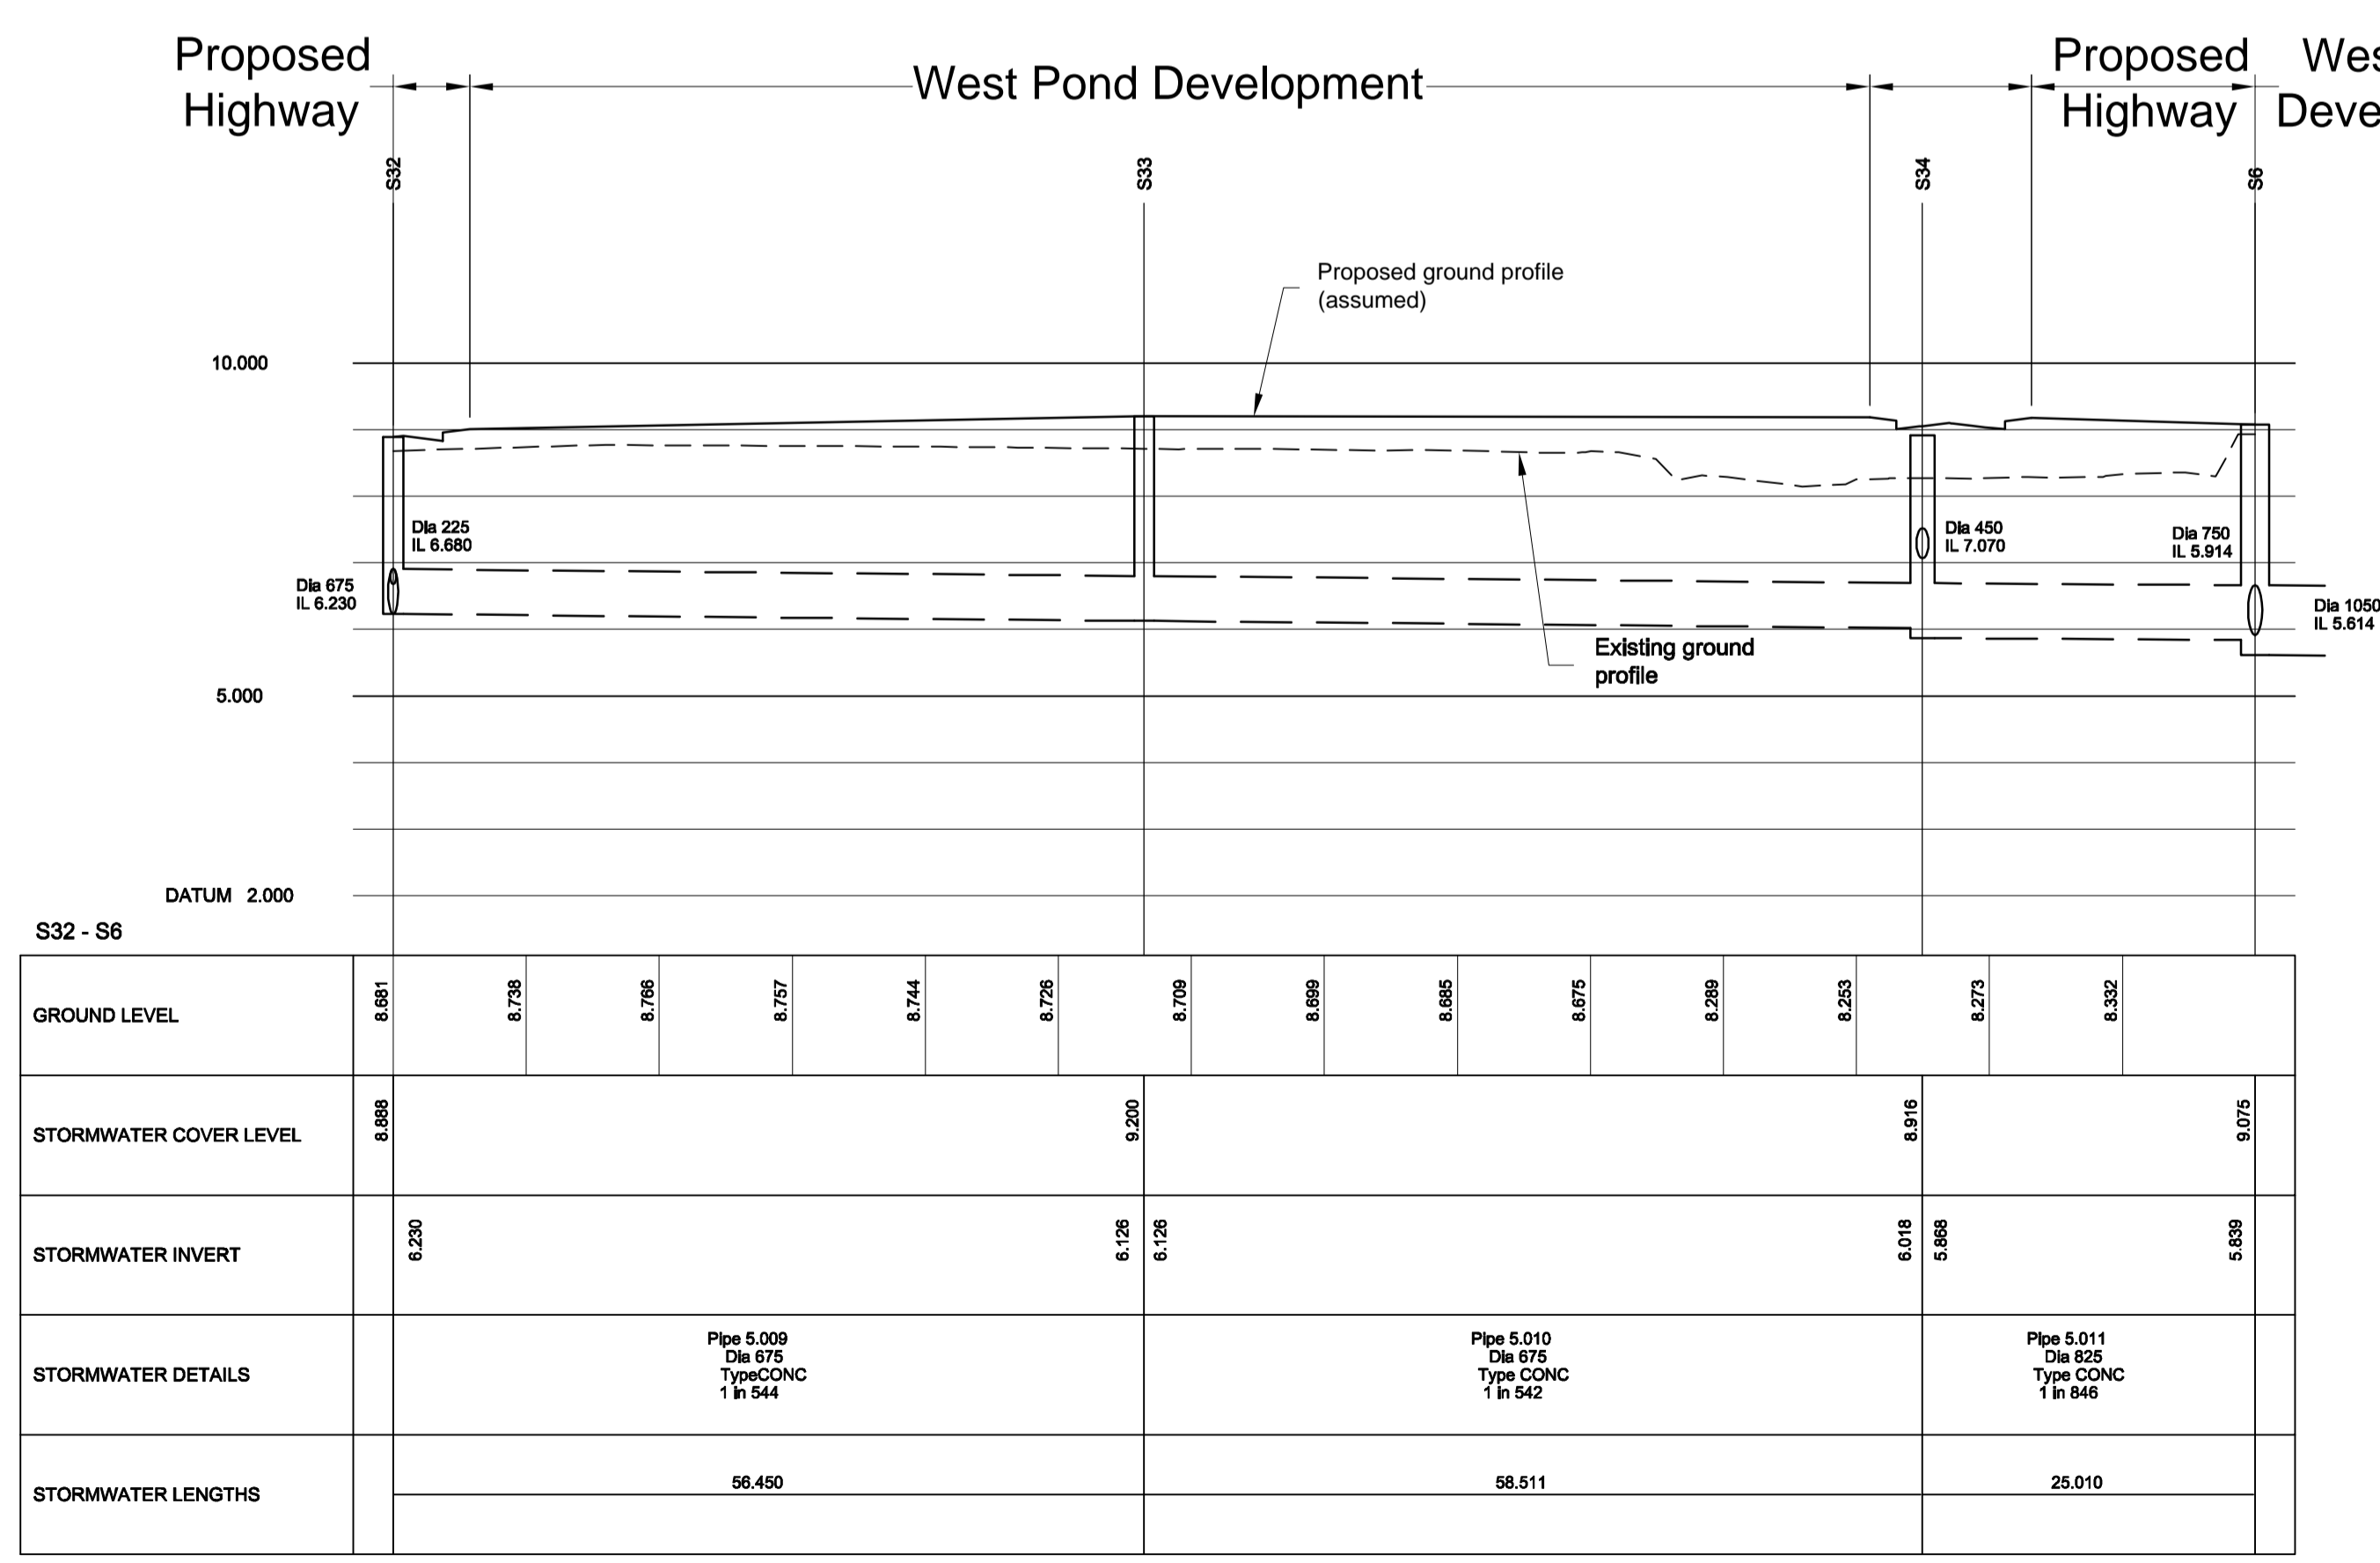 Proposed
Highway
West Pond Development
Proposed
Highway
Wes
Deve
S32
S33
S34
S6
Proposed ground profile
(assumed)
10.000
Dia 225
IL 6.680
Dia 675
IL 6.230
Dia 450
IL 7.070
Dia 750
IL 5.914
Dia 1050
IL 5.614
Existing ground
profile
5.000
DATUM 2.000
S32 - S6
GROUND LEVEL
8.681 8.738 8.766 8.757 8.744 8.726 8.709 8.699 8.685 8.675 8.289 8.253 8.273 8.332
STORMWATER COVER LEVEL
8.888 9.200 8.916 9.075
STORMWATER INVERT
6.230 6.126 6.126 6.018 5.868 5.839
STORMWATER DETAILS
Pipe 5.009
Dia 675
TypeCONC
1 in 544
Pipe 5.010
Dia 675
Type CONC
1 in 542
Pipe 5.011
Dia 825
Type CONC
1 in 846
STORMWATER LENGTHS
56.450 58.511 25.010